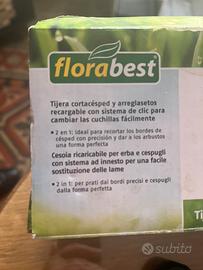 florabest
Tijera cortacésped y arreglasetos
recargable con sistema de clic para
cambiar las cuchillas fácilmente
• 2 en 1: ideal para recortar los bordes de
césped con precisión y dar a los arbustos
una forma perfecta
Cesoia ricaricabile per erba e cespugli
con sistema ad innesto per una facile
sostituzione delle lame
• 2 in 1: per prati dai bordi precisi e cespugli
dalla forma perfetta
Ti
subito